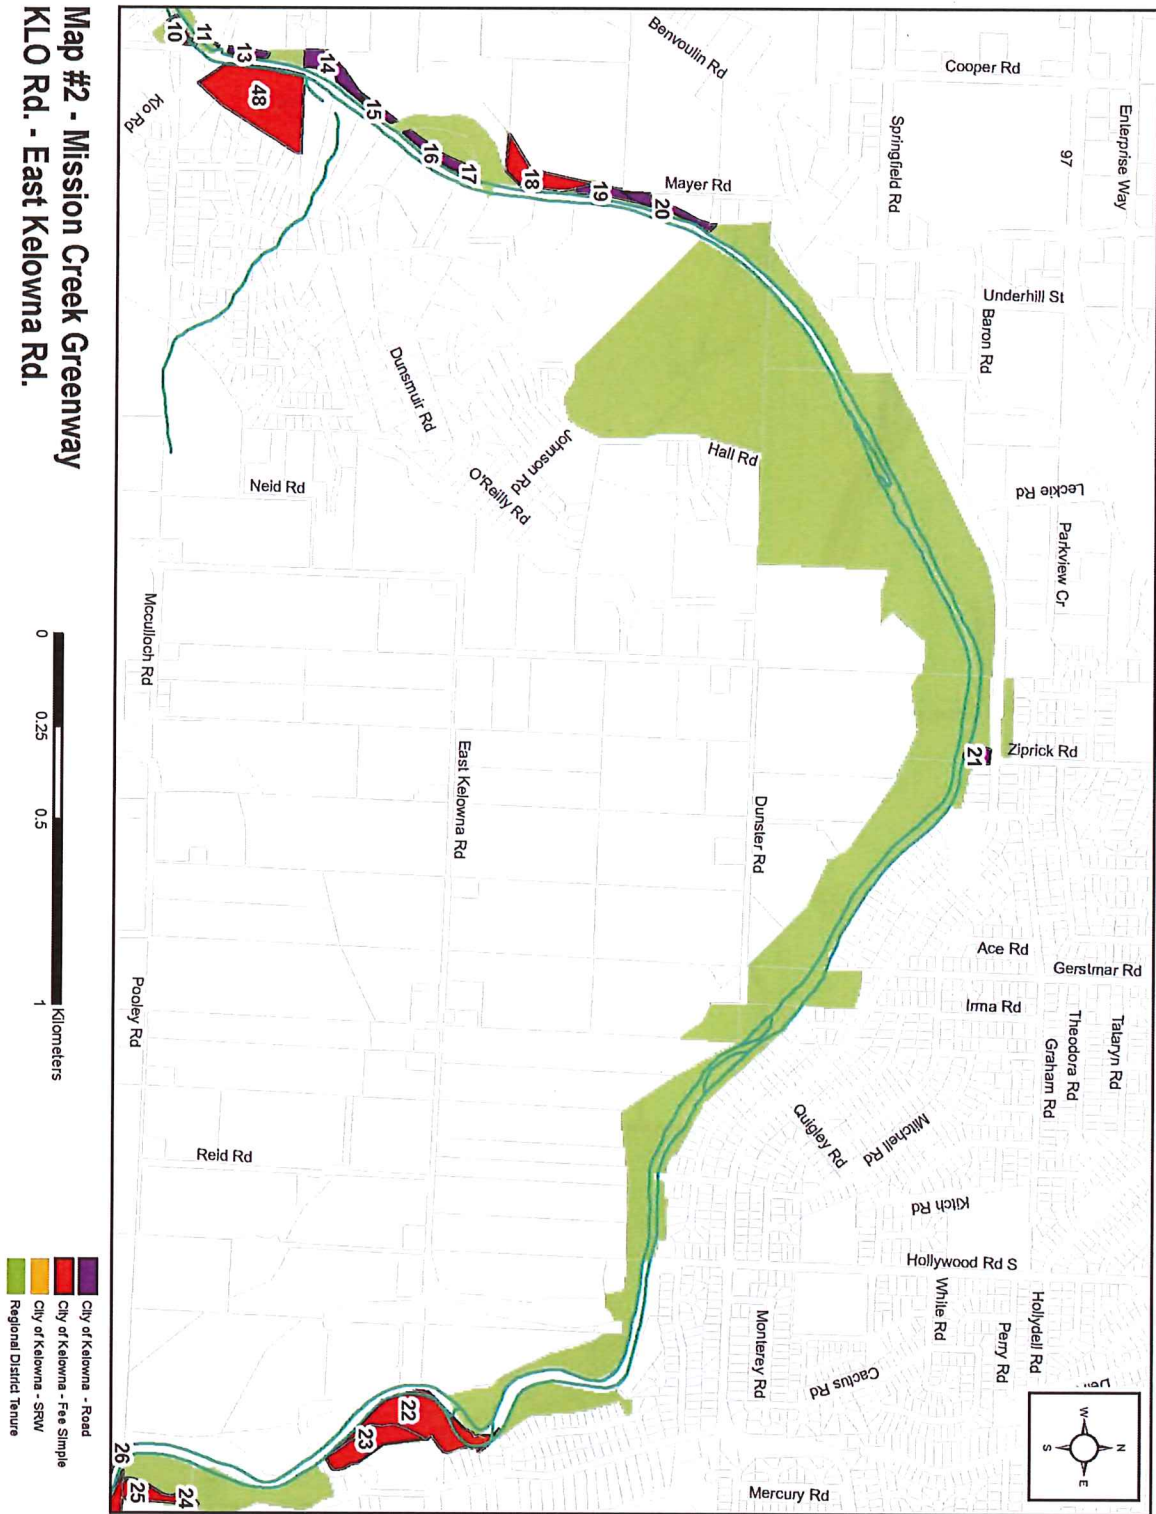 Map #2 - Mission Creek Greenway
KLO Rd. - East Kelowna Rd.
Enterprise Way
Cooper Rd
97
Benvoulin Rd
Springfield Rd
Mayer Rd
Underhill St
Baron Rd
Leckie Rd
Parkview Cr
Klo Rd
Dunsmuir Rd
Johnson Rd
O'Reilly Rd
Hall Rd
Neid Rd
Mcculloch Rd
East Kelowna Rd
Dunster Rd
Ziprick Rd
Ace Rd
Gerstmar Rd
Irma Rd
Theodora Rd
Graham Rd
Talaryn Rd
Pooley Rd
Reid Rd
Quigley Rd
Mitchell Rd
Kitch Rd
Hollywood Rd S
White Rd
Perry Rd
Hollydell Rd
Monterey Rd
Cactus Rd
Mercury Rd
10
11
13
14
48
15
16
17
18
19
20
21
22
23
24
25
26
N
W
E
S
0 0.25 0.5 1
Kilometers
City of Kelowna - Road
City of Kelowna - Fee Simple
City of Kelowna - SRW
Regional District Tenure